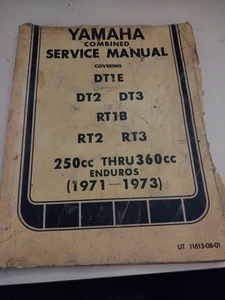 YAMAHA
COMBINED
SERVICE MANUAL
COVERING
DT1E
DT2 DT3
RT1B
RT2 RT3
250cc THRU 360cc
ENDUROS
(1971—1973)
LIT 11613-08-01